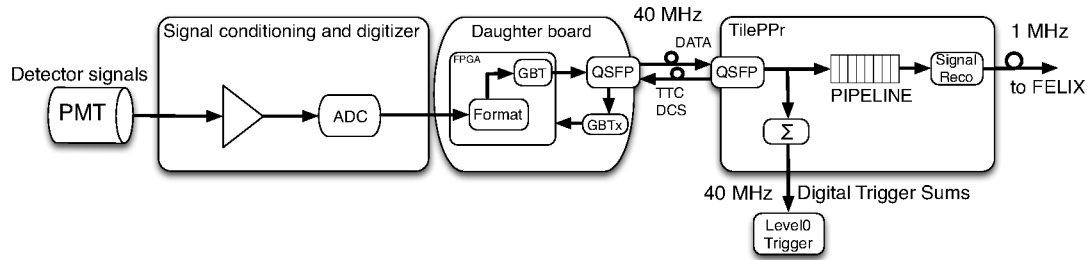 Signal conditioning and digitizer
Detector signals
PMT
ADC
Daughter board
FPGA
GBT
Format
QSFP
GBTx
40 MHz
DATA
TTC
DCS
TilePPr
QSFP
PIPELINE
Signal
Reco
1 MHz
to FELIX
Σ
40 MHz
Digital Trigger Sums
Level0
Trigger